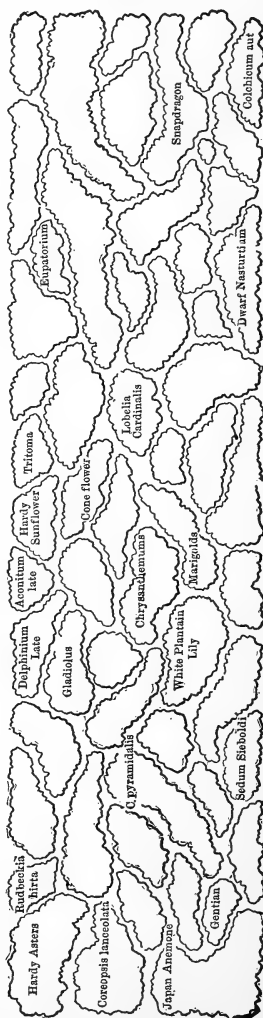 Hardy Asters
Rudbeckia
hirta
Delphinium
Late
Aconitum
late
Hardy
Sunflower
Tritoma
Eupatorium
Coreopsis lanceolata
Gladiolus
Cone flower
C pyramidalis
Chrysanthemums
Lobelia
Cardinalis
Japan Anemone
White Plantain
Lily
Marigolds
Snapdragon
Gentian
Sedum Sieboldi
Dwarf Nasturtiam
Colchicum aut